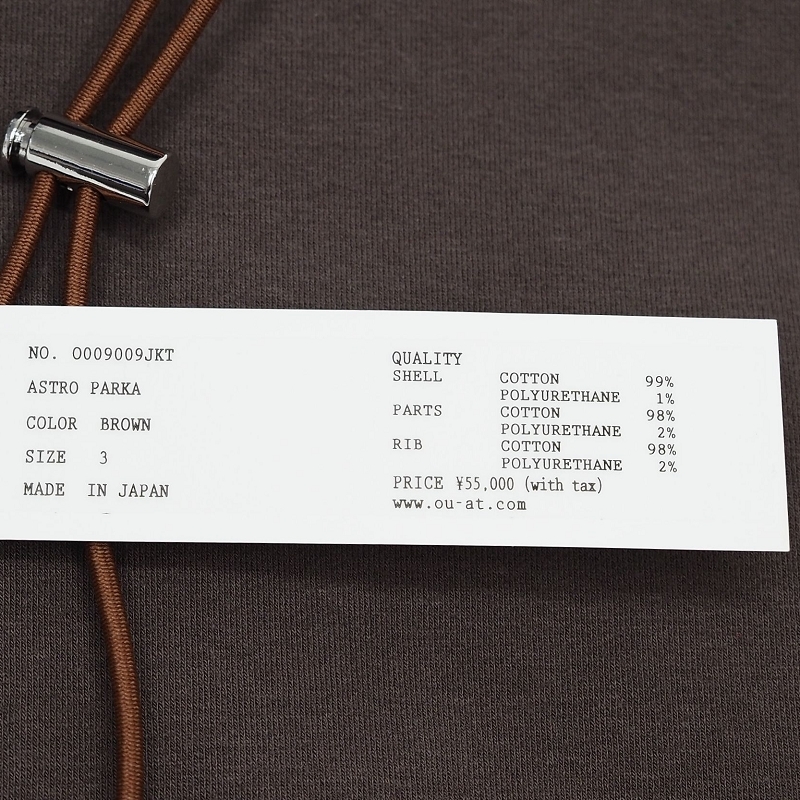 NO. O009009JKT
ASTRO PARKA
COLOR BROWN
SIZE 3
MADE IN JAPAN
QUALITY
SHELL COTTON 99%
POLYURETHANE 1%
PARTS COTTON 98%
POLYURETHANE 2%
RIB COTTON 98%
POLYURETHANE 2%
PRICE ¥55,000 (with tax)
www.ou-at.com